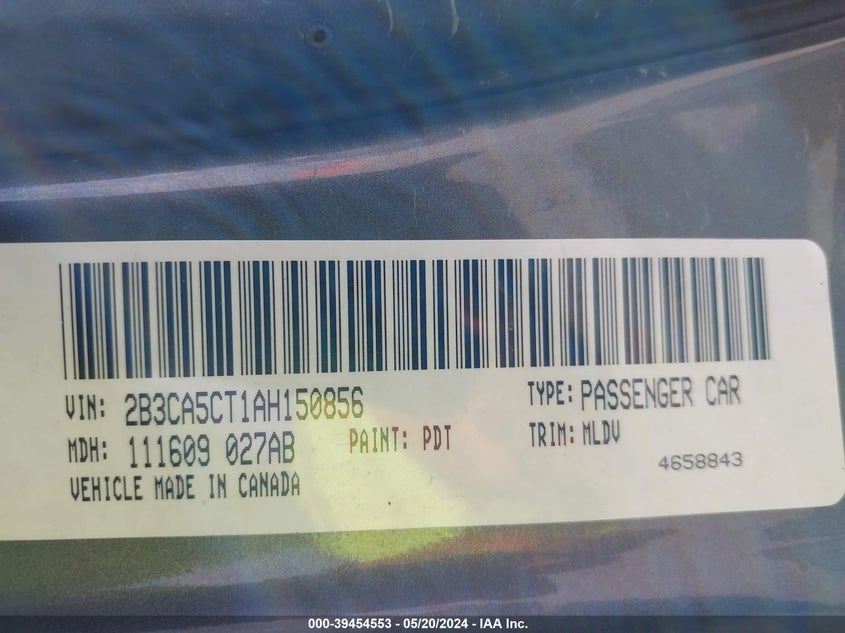 VIN: 2B3CA5CT1AH150856 TYPE: PASSENGER CAR
MDH: 111609 027AB PAINT: PDT TRIM: MLDV
VEHICLE MADE IN CANADA 4658843
000-39454553 - 05/20/2024 - IAA Inc.